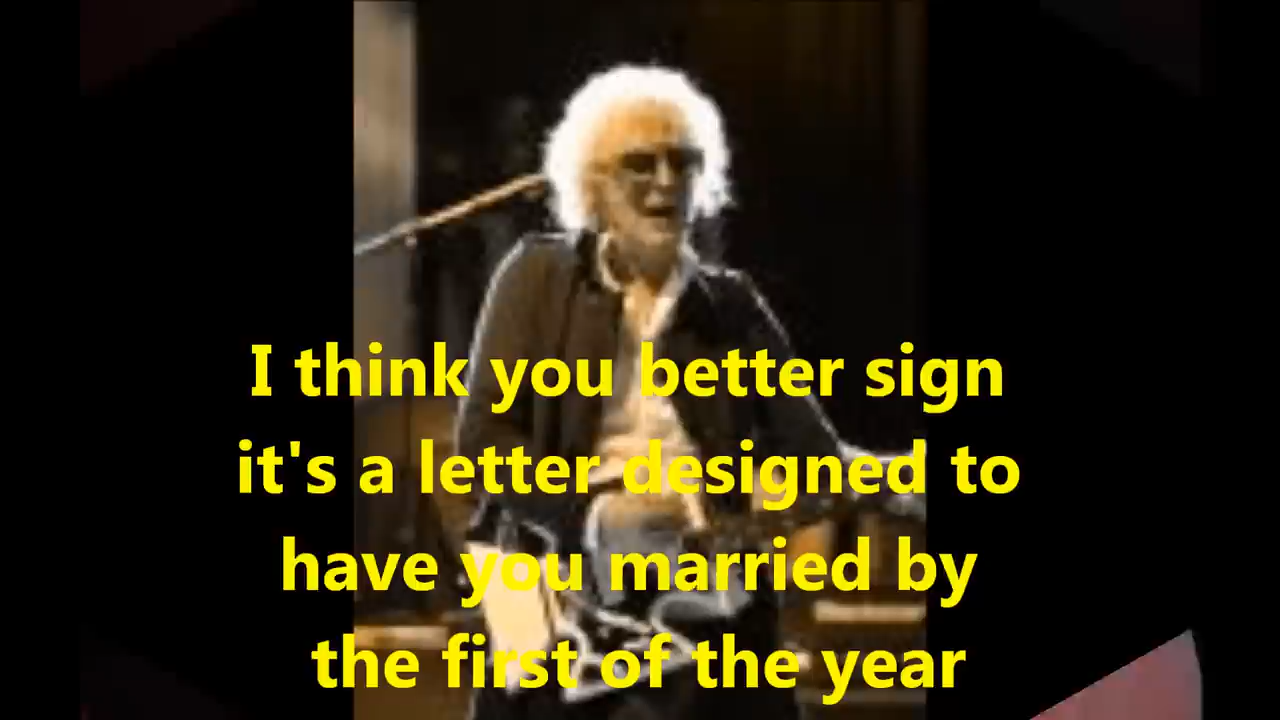 I think you better sign
it's a letter designed to
have you married by
the first of the year